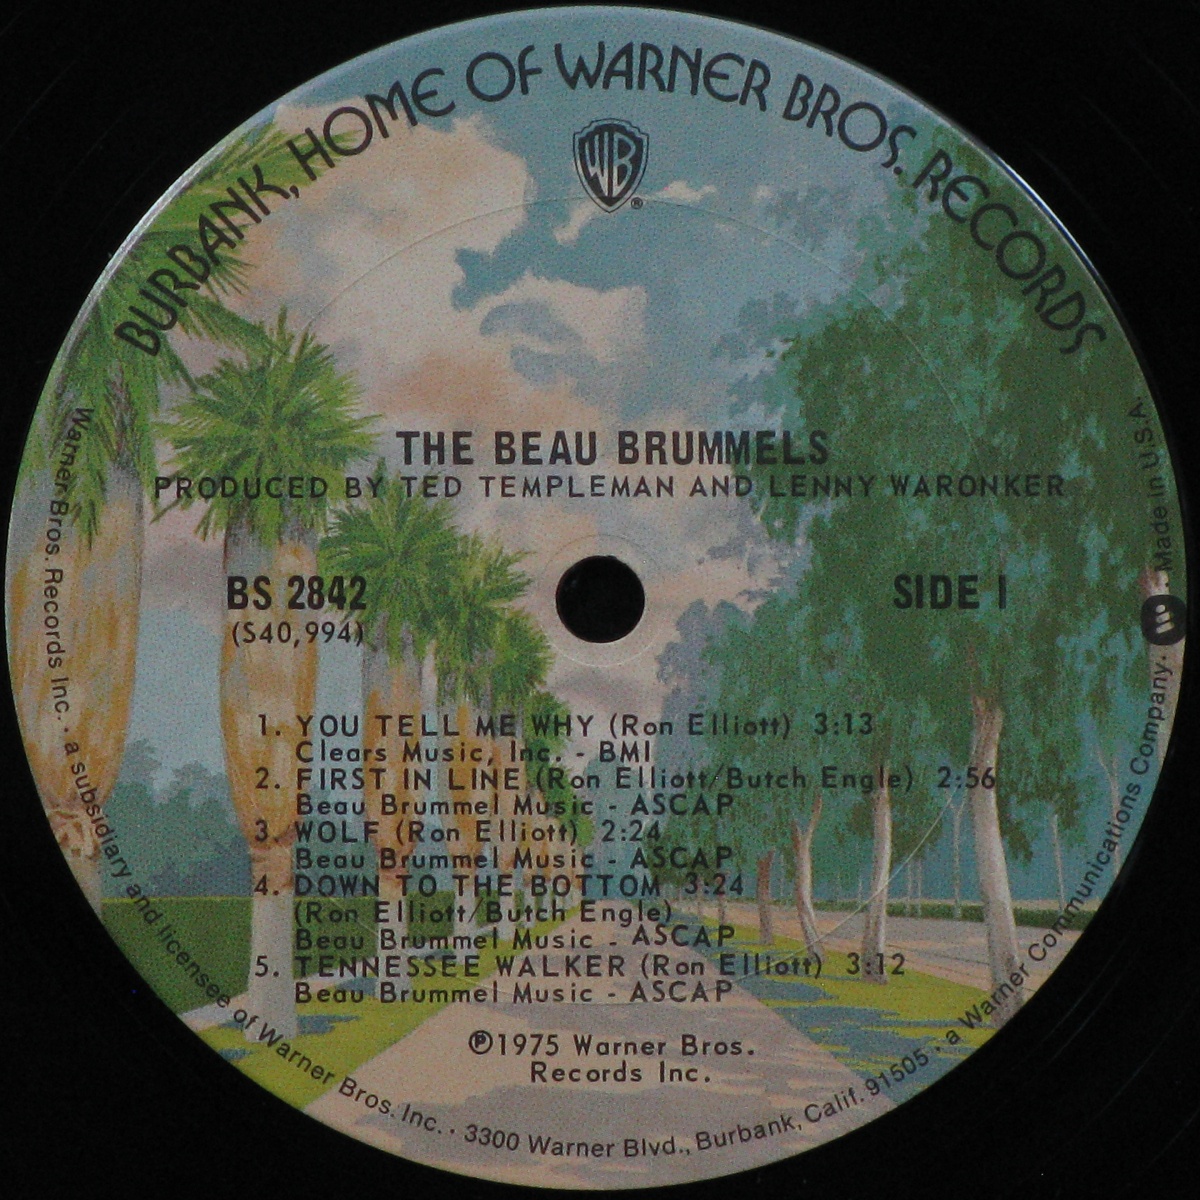 BURBANK, HOME OF WARNER BROS. RECORDS
WB
®
THE BEAU BRUMMELS
PRODUCED BY TED TEMPLEMAN AND LENNY WARONKER
BS 2842
(S40,994)
SIDE 1
1. YOU TELL ME WHY (Ron Elliott) 3:13
Clears Music, Inc. - BMI
2. FIRST IN LINE (Ron Elliott/Butch Engle) 2:56
Beau Brummel Music - ASCAP
3. WOLF (Ron Elliott) 2:24
Beau Brummel Music - ASCAP
4. DOWN TO THE BOTTOM 3:24
(Ron Elliott/Butch Engle)
Beau Brummel Music - ASCAP
5. TENNESSEE WALKER (Ron Elliott) 3:12
Beau Brummel Music - ASCAP
℗1975 Warner Bros.
Records Inc.
Warner Bros. Records Inc. · a subsidiary and licensee of Warner Bros. Inc. · 3300 Warner Blvd., Burbank, Calif. 91505 · a Warner Communications Company. · Made in U.S.A.